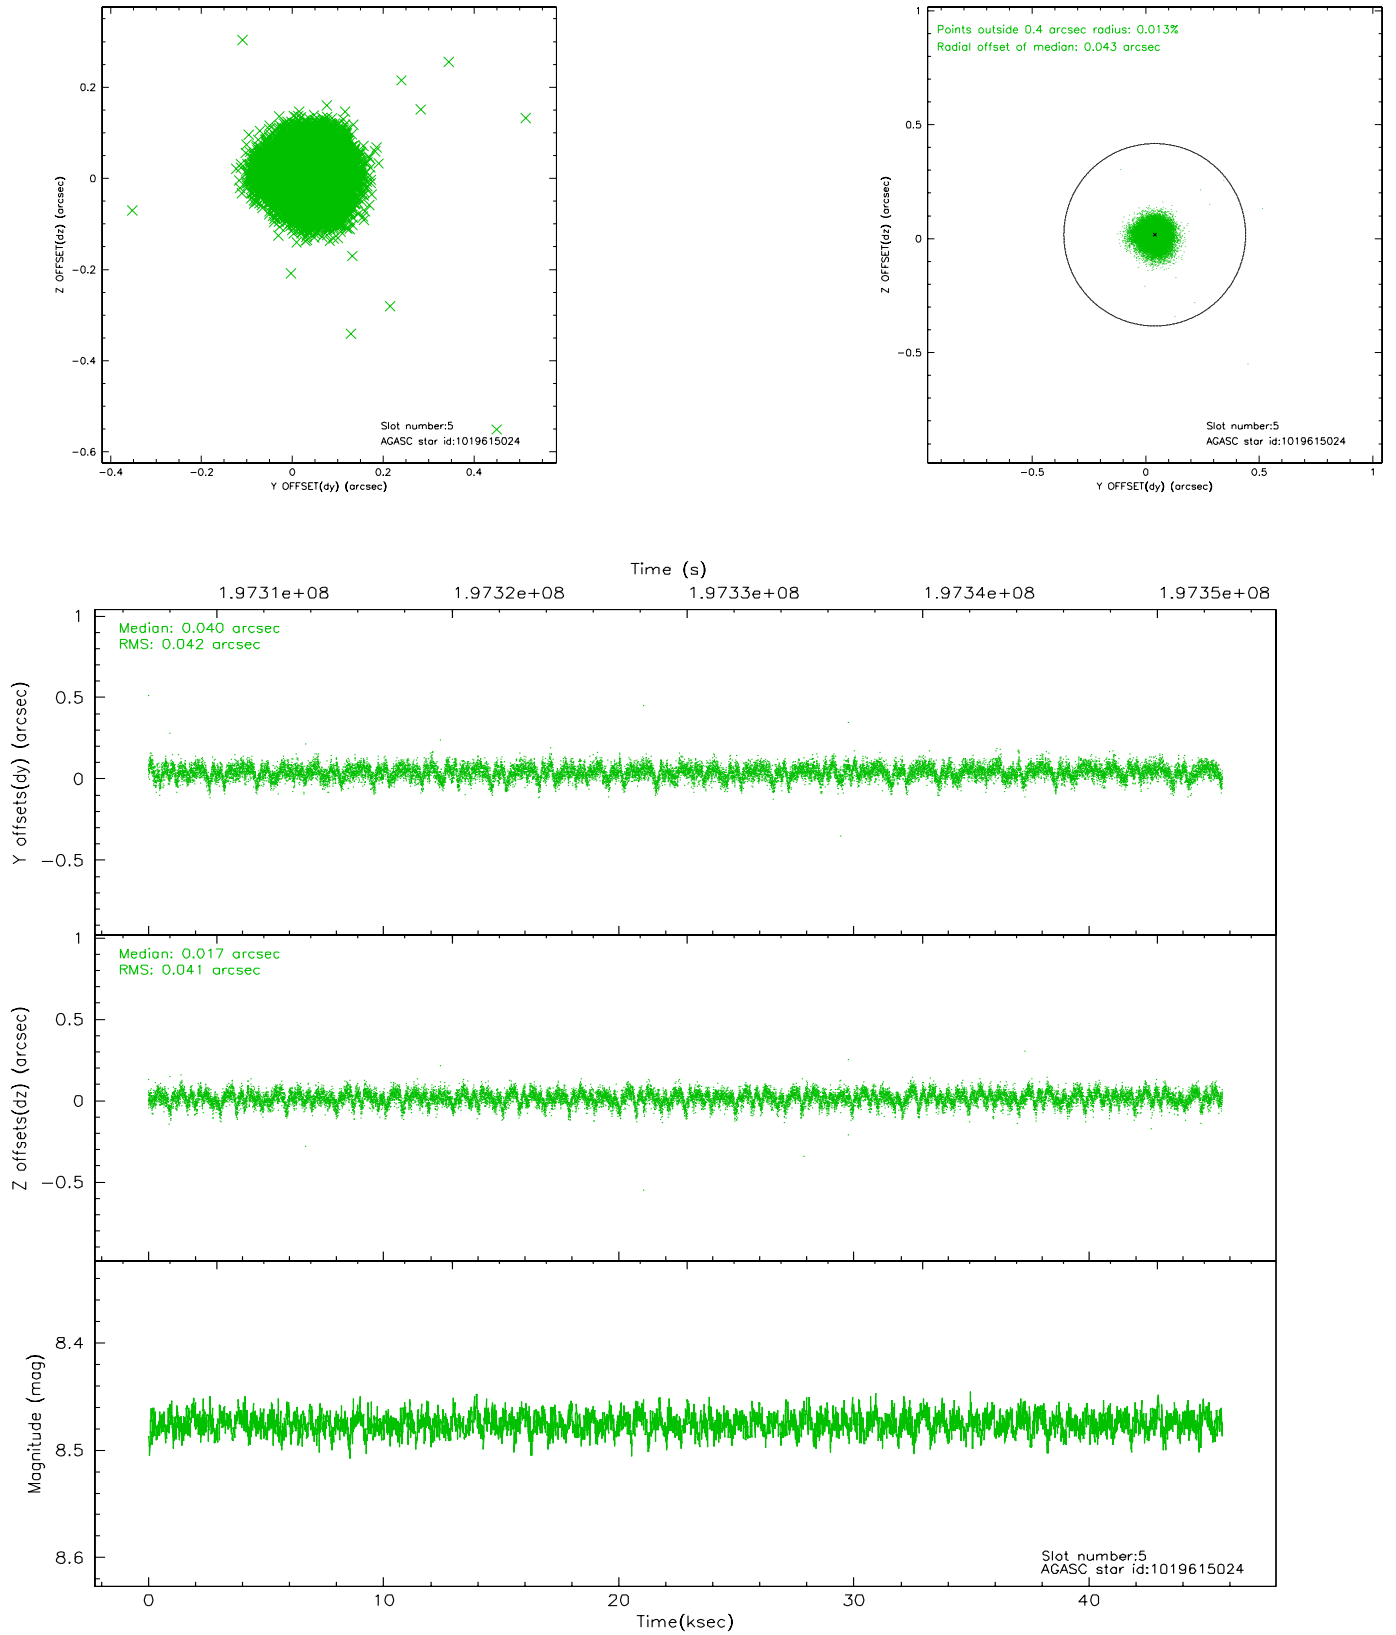 0.2
0
−0.2
−0.4
−0.6
Z OFFSET(dz) (arcsec)
Slot number:5
AGASC star id:1019615024
−0.4
−0.2
0
0.2
0.4
Y OFFSET(dy) (arcsec)
1
0.5
0
−0.5
Z OFFSET(dz) (arcsec)
Points outside 0.4 arcsec radius: 0.013%
Radial offset of median: 0.043 arcsec
Slot number:5
AGASC star id:1019615024
−0.5
0
0.5
1
Y OFFSET(dy) (arcsec)
Time (s)
1.9731e+08
1.9732e+08
1.9733e+08
1.9734e+08
1.9735e+08
Median: 0.040 arcsec
RMS: 0.042 arcsec
1
0.5
0
−0.5
Y offsets(dy) (arcsec)
Median: 0.017 arcsec
RMS: 0.041 arcsec
1
0.5
0
−0.5
Z offsets(dz) (arcsec)
8.4
8.5
8.6
Magnitude (mag)
Slot number:5
AGASC star id:1019615024
0
10
20
30
40
Time(ksec)